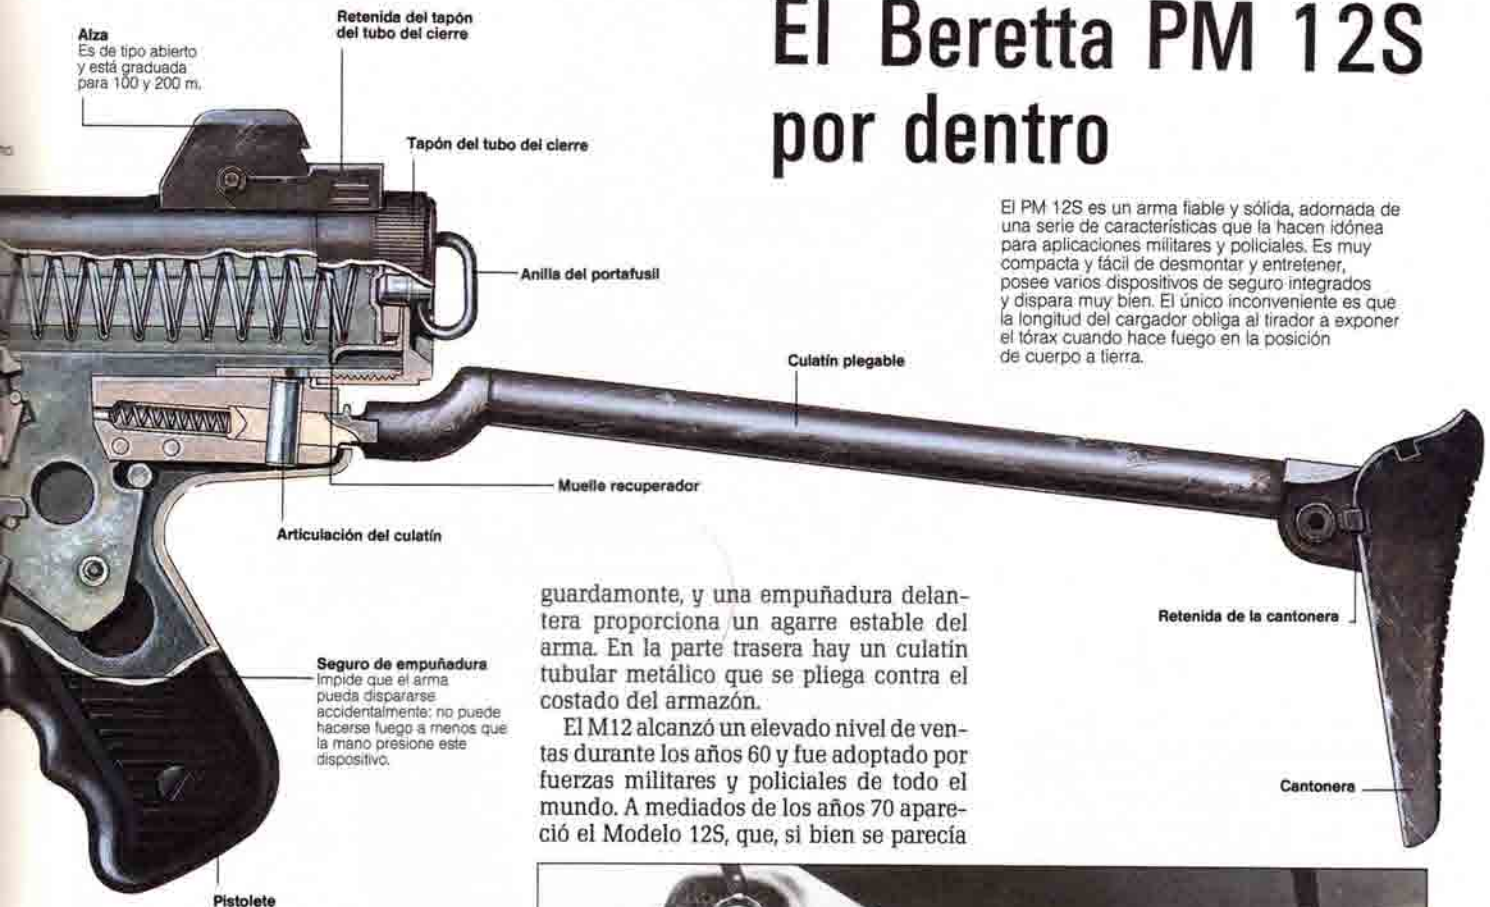 El Beretta PM 12S
por dentro
Alza
Es de tipo abierto
y está graduada
para 100 y 200 m.
Retenida del tapón
del tubo del cierre
Tapón del tubo del cierre
Anilla del portafusil
El PM 12S es un arma fiable y sólida, adornada de
una serie de características que la hacen idónea
para aplicaciones militares y policiales. Es muy
compacta y fácil de desmontar y entretener,
posee varios dispositivos de seguro integrados
y dispara muy bien. El único inconveniente es que
la longitud del cargador obliga al tirador a exponer
el tórax cuando hace fuego en la posición
de cuerpo a tierra.
Culatín plegable
Muelle recuperador
Articulación del culatín
Retenida de la cantonera
Seguro de empuñadura
Impide que el arma
pueda dispararse
accidentalmente: no puede
hacerse fuego a menos que
la mano presione este
dispositivo.
Cantonera
Pistolete
guardamonte, y una empuñadura delan-
tera proporciona un agarre estable del
arma. En la parte trasera hay un culatín
tubular metálico que se pliega contra el
costado del armazón.
El M12 alcanzó un elevado nivel de ven-
tas durante los años 60 y fue adoptado por
fuerzas militares y policiales de todo el
mundo. A mediados de los años 70 apare-
ció el Modelo 12S, que, si bien se parecía